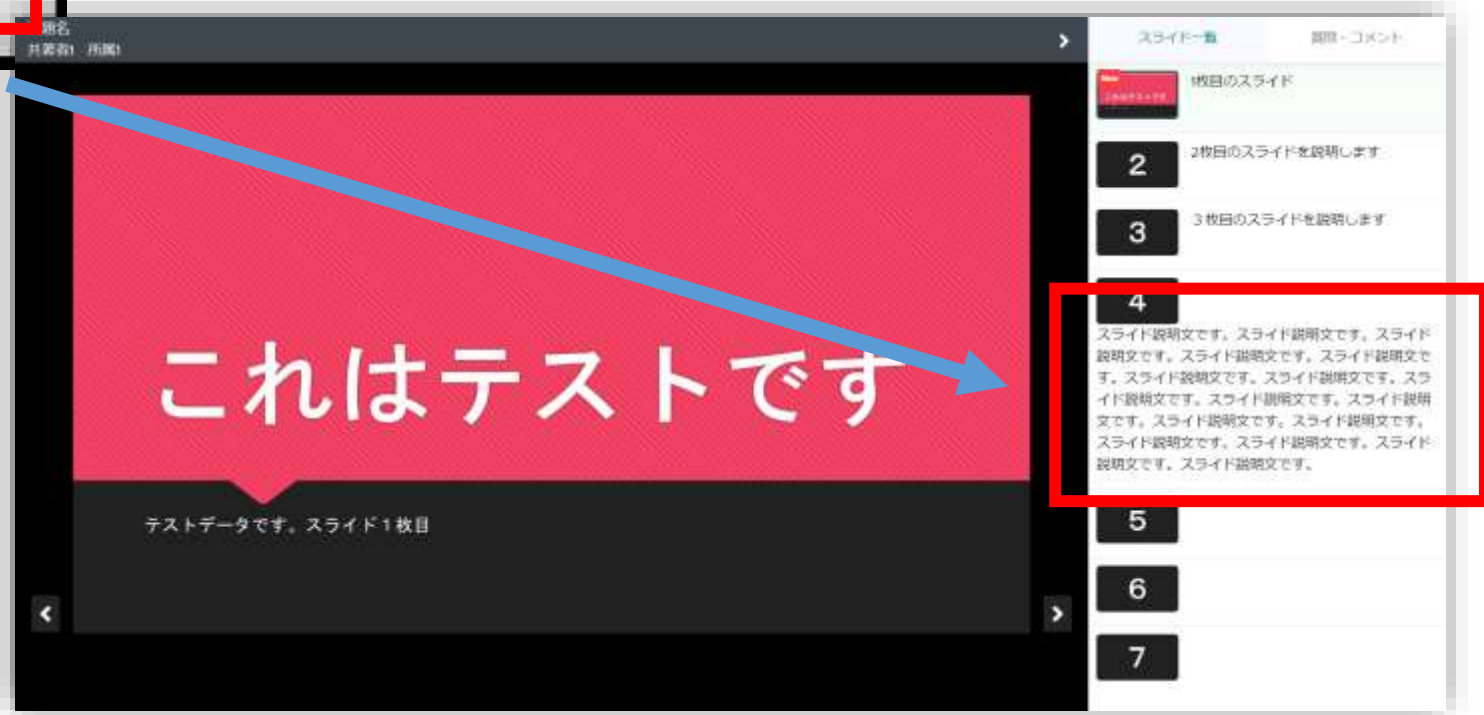 題名
共著者1 所属1
スライド一覧
質問・コメント
1枚目のスライド
これはテストです
2
2枚目のスライドを説明します
3
３枚目のスライドを説明します
4
スライド説明文です。スライド説明文です。スライド
説明文です。スライド説明文です。スライド説明文で
す。スライド説明文です。スライド説明文です。スラ
イド説明文です。スライド説明文です。スライド説明
文です。スライド説明文です。スライド説明文です。
スライド説明文です。スライド説明文です。スライド
説明文です。スライド説明文です。
5
6
7
これはテストです
テストデータです。スライド１枚目